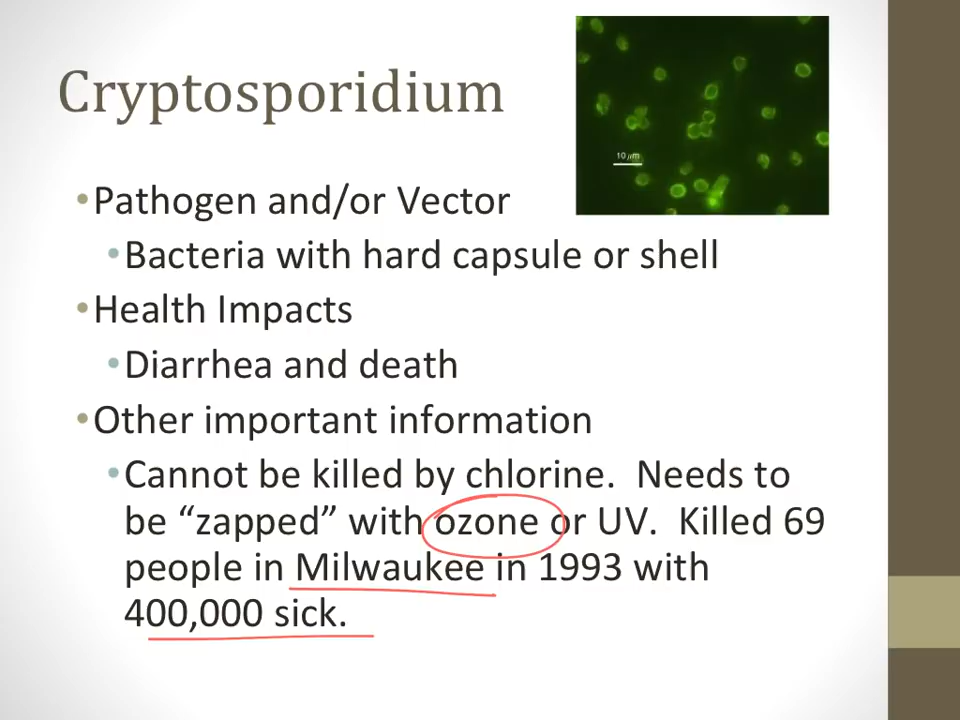 Cryptosporidium
10 μm
•Pathogen and/or Vector
•Bacteria with hard capsule or shell
•Health Impacts
•Diarrhea and death
•Other important information
•Cannot be killed by chlorine. Needs to
be “zapped” with ozone or UV. Killed 69
people in Milwaukee in 1993 with
400,000 sick.